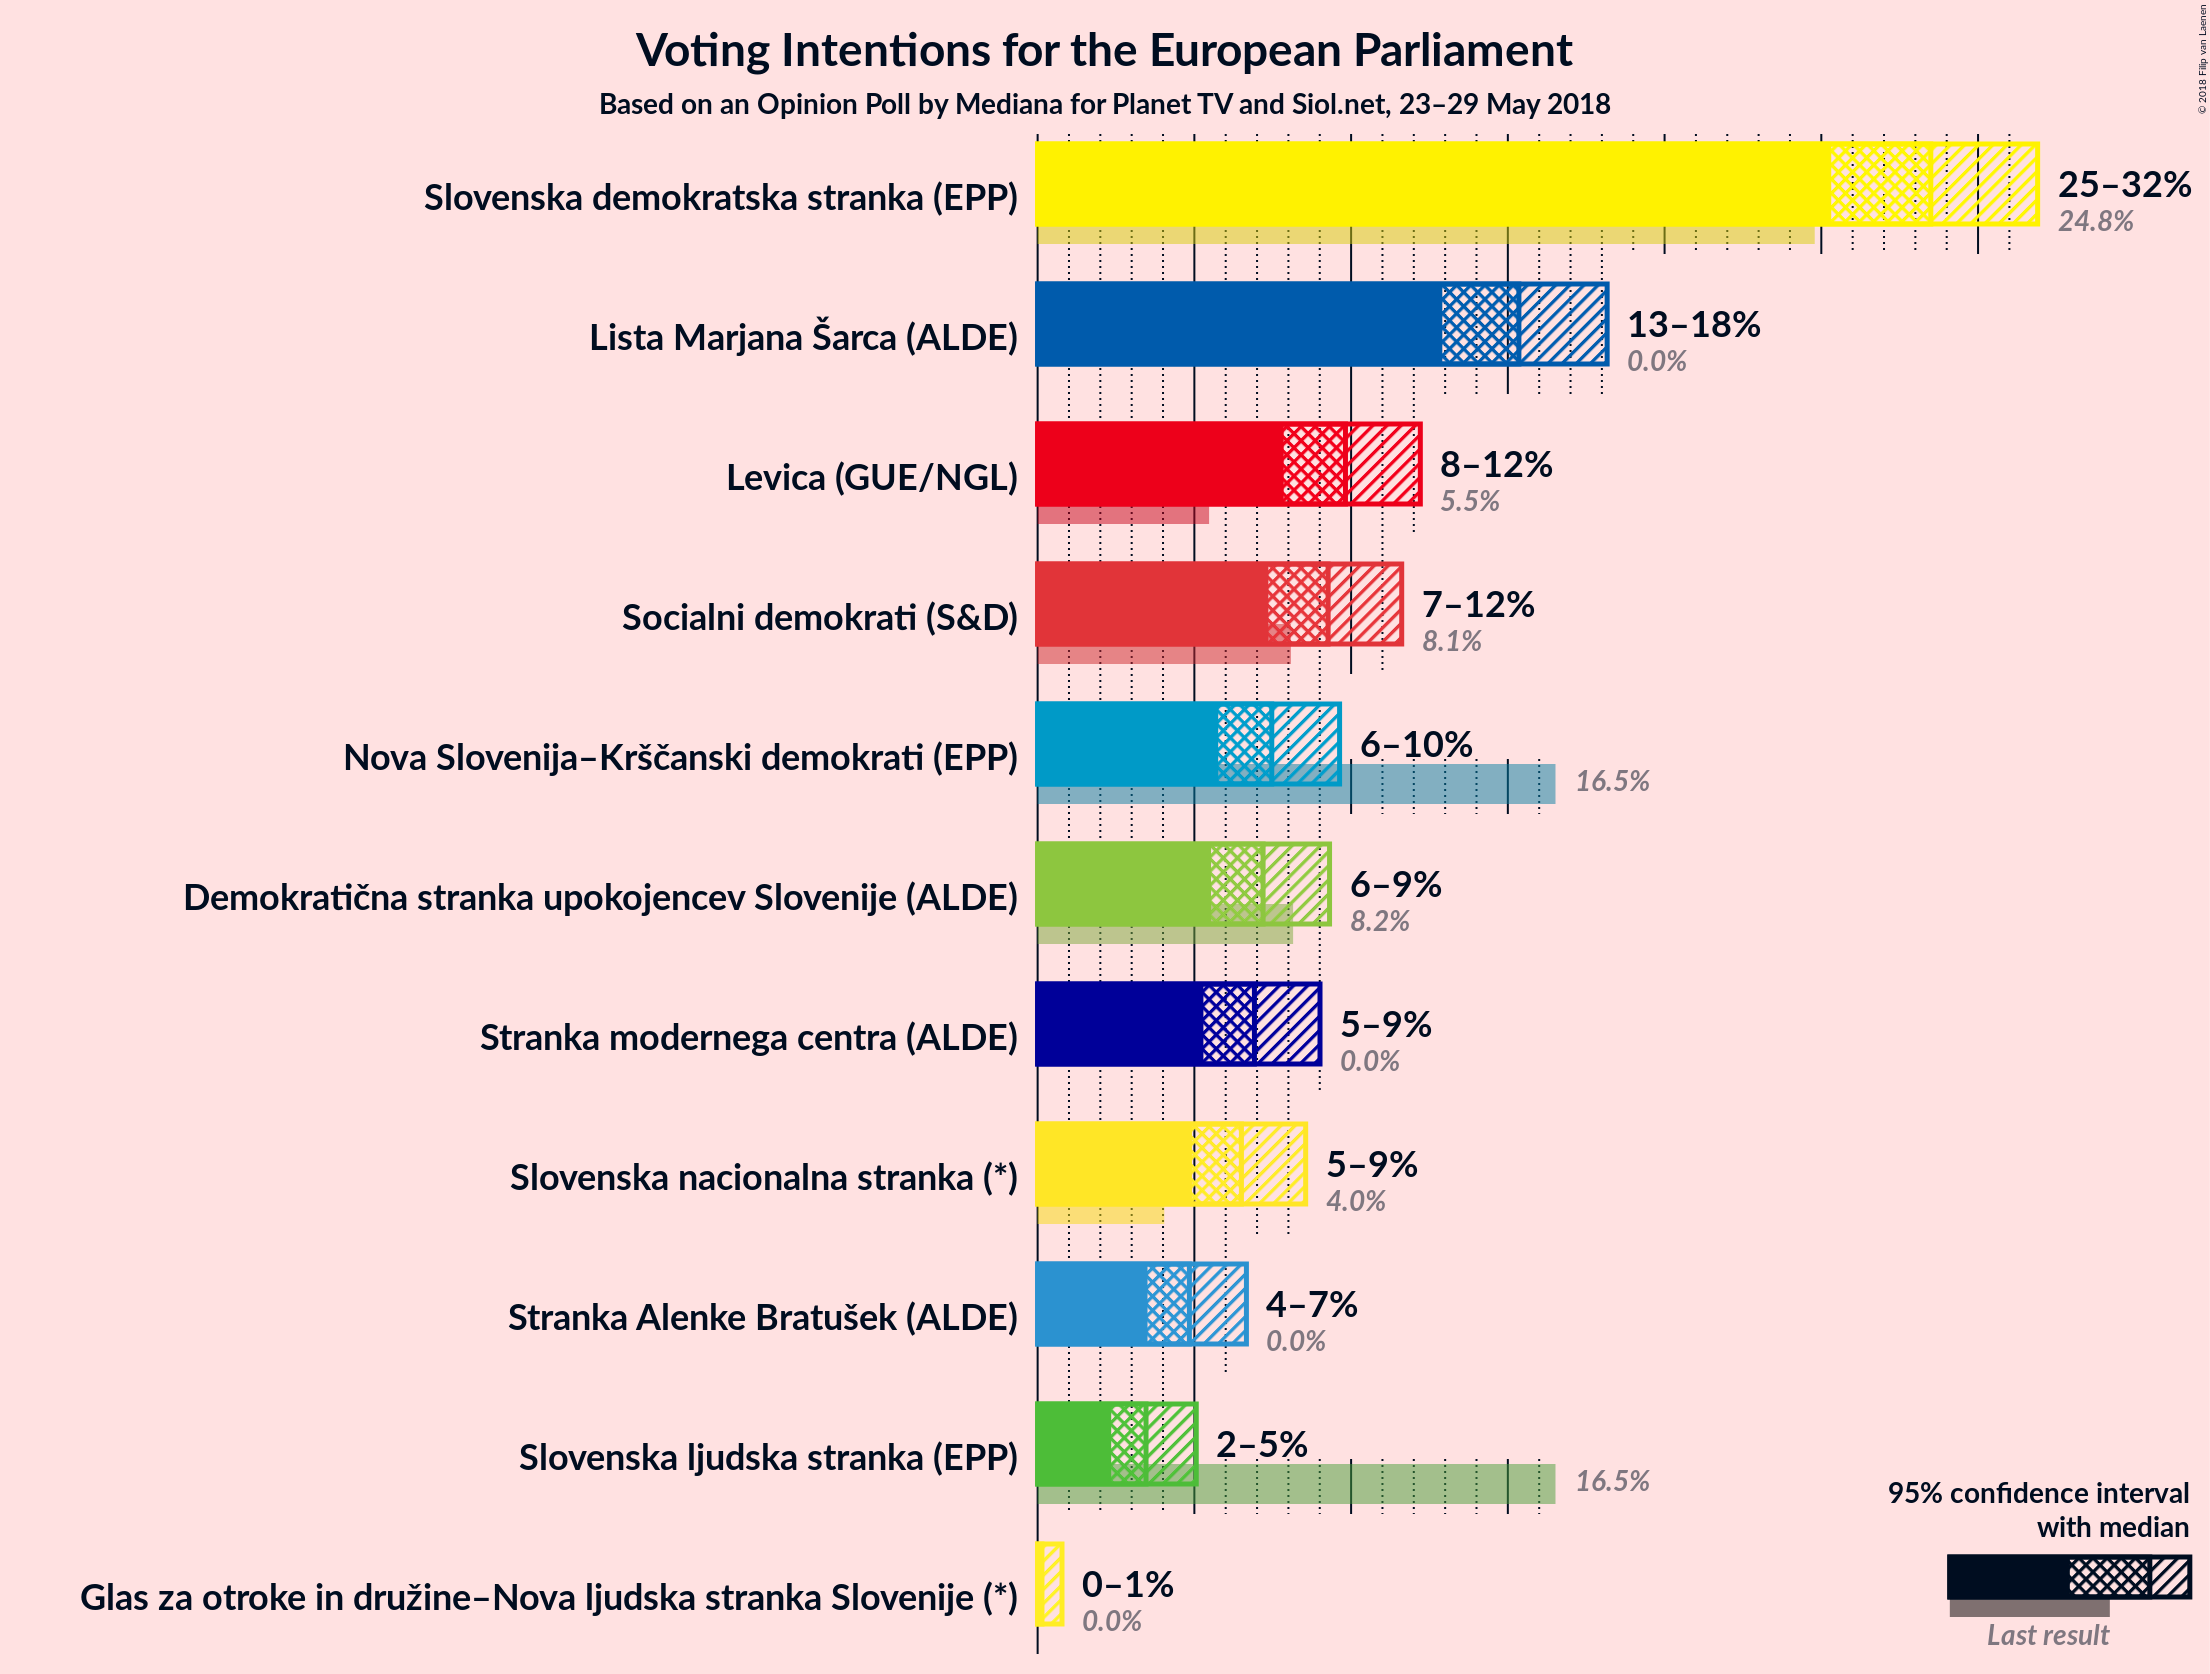 Voting Intentions for the European Parliament
Based on an Opinion Poll by Mediana for Planet TV and Siol.net, 23–29 May 2018
© 2018 Filip van Laenen
Slovenska demokratska stranka (EPP)
25–32%
24.8%
Lista Marjana Šarca (ALDE)
13–18%
0.0%
Levica (GUE/NGL)
8–12%
5.5%
Socialni demokrati (S&D)
7–12%
8.1%
Nova Slovenija–Krščanski demokrati (EPP)
6–10%
16.5%
Demokratična stranka upokojencev Slovenije (ALDE)
6–9%
8.2%
Stranka modernega centra (ALDE)
5–9%
0.0%
Slovenska nacionalna stranka (*)
5–9%
4.0%
Stranka Alenke Bratušek (ALDE)
4–7%
0.0%
Slovenska ljudska stranka (EPP)
2–5%
16.5%
Glas za otroke in družine–Nova ljudska stranka Slovenije (*)
0–1%
0.0%
95% confidence interval
with median
Last result